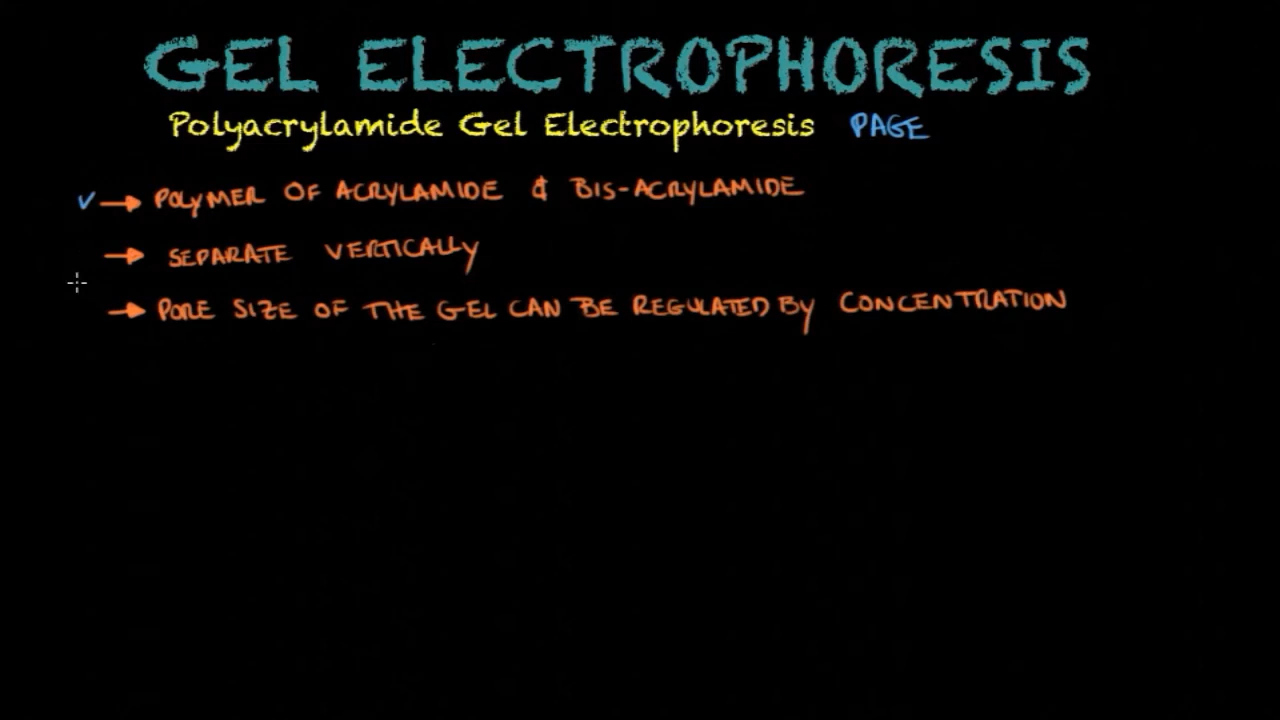 GEL ELECTROPHORESIS
Polyacrylamide Gel Electrophoresis PAGE
✓ → POLYMER OF ACRYLAMIDE & BIS-ACRYLAMIDE
→ SEPARATE VERTICALLY
→ PORE SIZE OF THE GEL CAN BE REGULATED BY CONCENTRATION